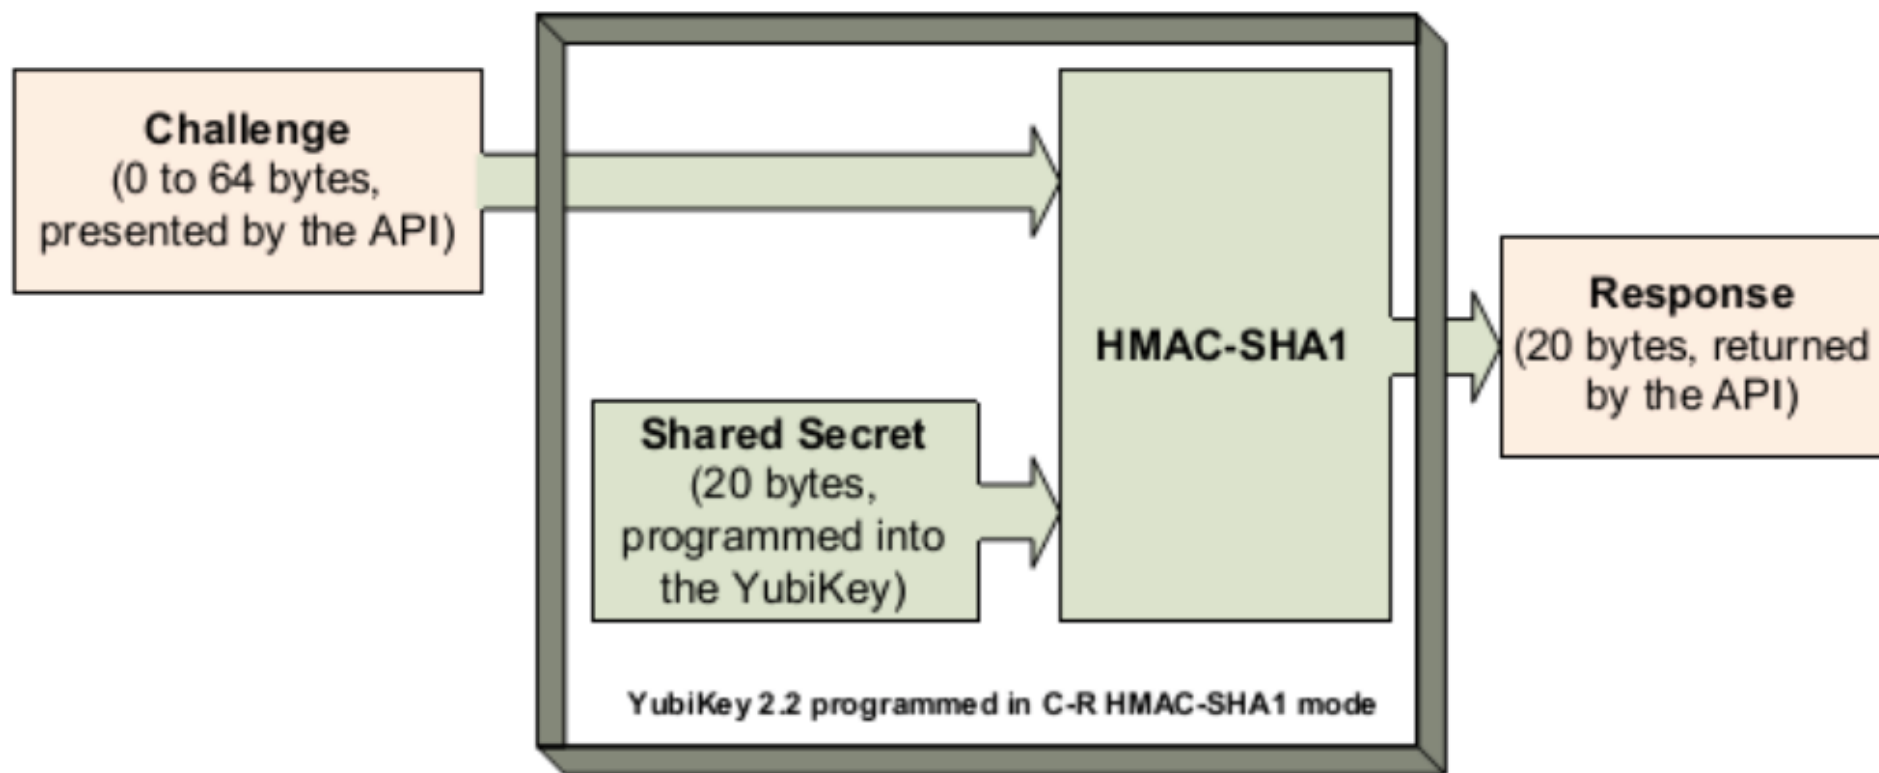 Challenge
(0 to 64 bytes,
presented by the API)
HMAC-SHA1
Response
(20 bytes, returned
by the API)
Shared Secret
(20 bytes,
programmed into
the YubiKey)
YubiKey 2.2 programmed in C-R HMAC-SHA1 mode